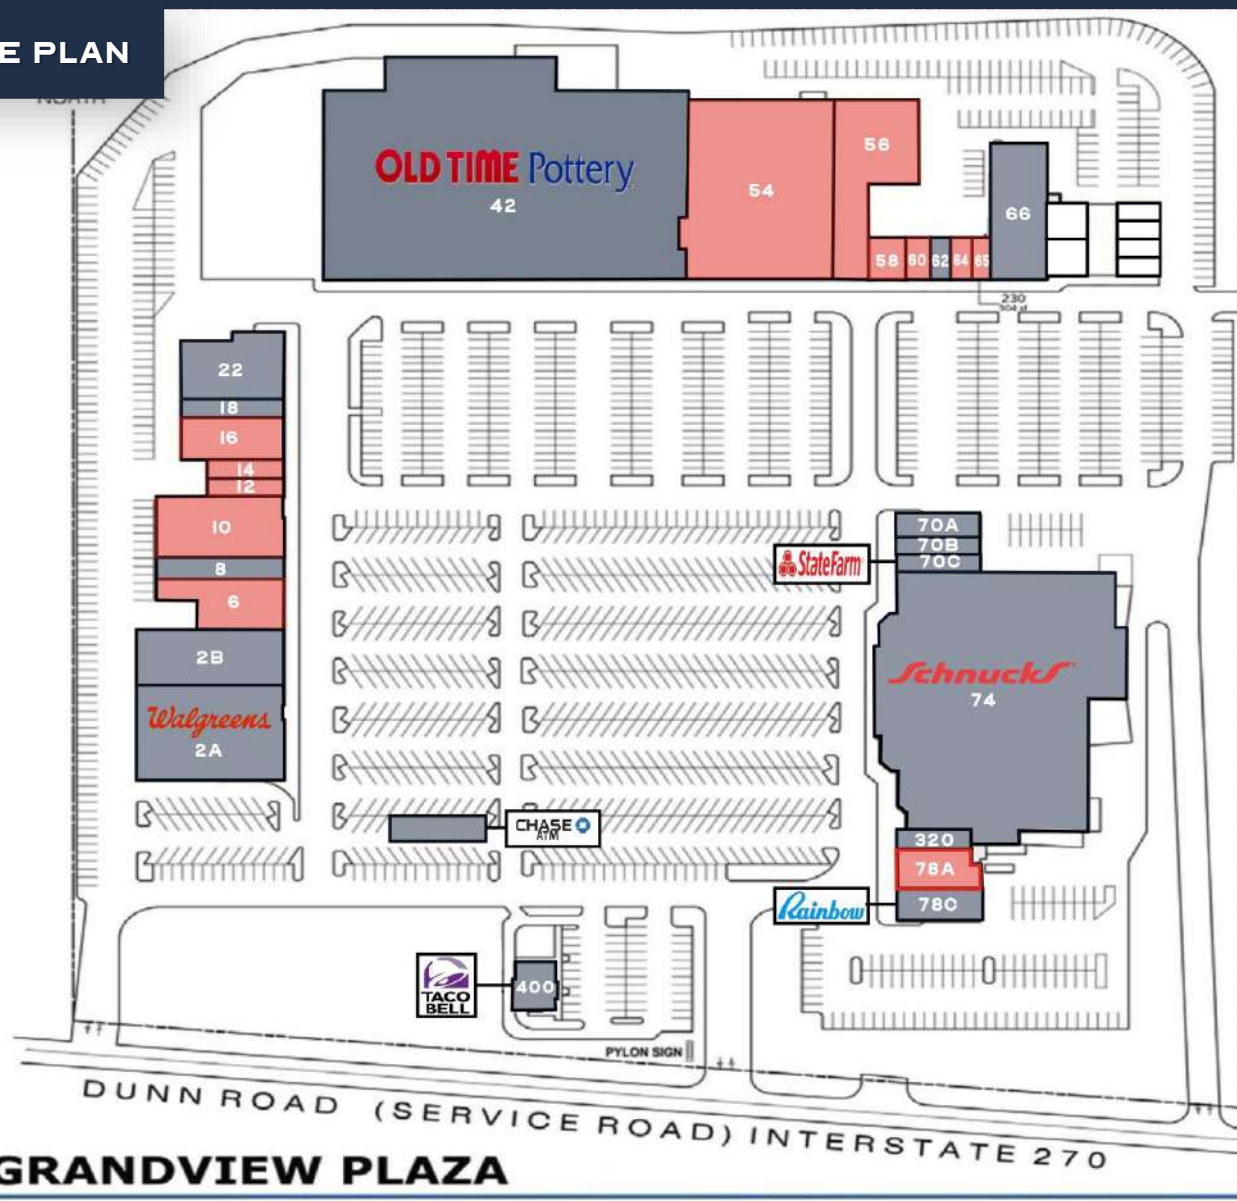 E PLAN
OLD TIME Pottery
42
54
56
58
60
62
64
65
66
230
22
18
16
14
12
10
8
6
2B
Walgreens
2A
70A
70B
70C
StateFarm
Schnucks
74
CHASE
ATM
320
78A
78C
Rainbow
TACO
BELL
400
PYLON SIGN
DUNN ROAD (SERVICE ROAD) INTERSTATE 270
GRANDVIEW PLAZA